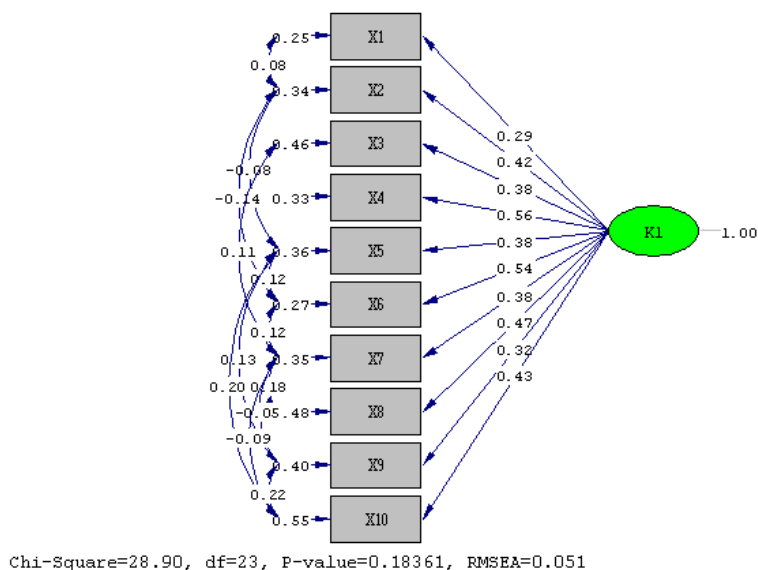 0.25 X1
0.08
0.34 X2
0.29
0.42
0.46 X3
-0.08
0.38
-0.14 0.33 X4
0.56
K1 1.00
0.38
0.11 0.36 X5
0.54
0.12
0.27 X6
0.38
0.47
0.12
0.32
0.13 0.35 X7
0.43
0.20 0.18
-0.05 0.48 X8
-0.09
0.40 X9
0.22
0.55 X10
Chi-Square=28.90, df=23, P-value=0.18361, RMSEA=0.051